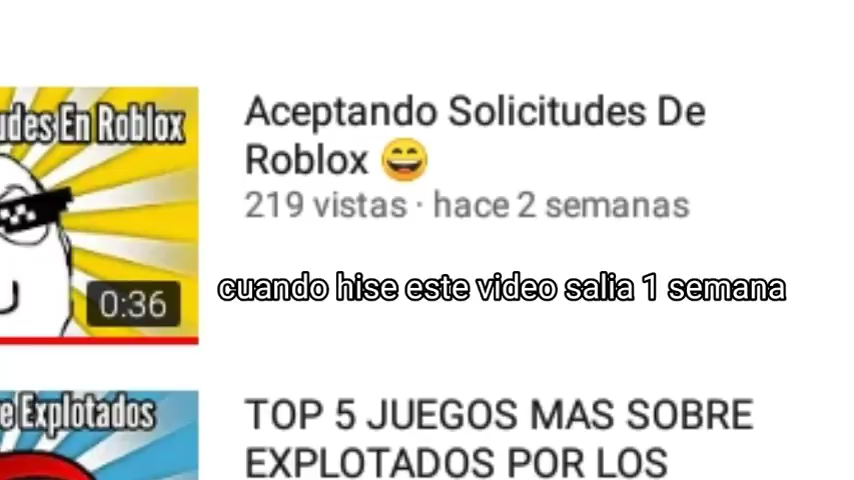 udes En Roblox
Aceptando Solicitudes De
Roblox 😄
219 vistas · hace 2 semanas
0:36
cuando hise este video salia 1 semana
e Explotados
TOP 5 JUEGOS MAS SOBRE
EXPLOTADOS POR LOS